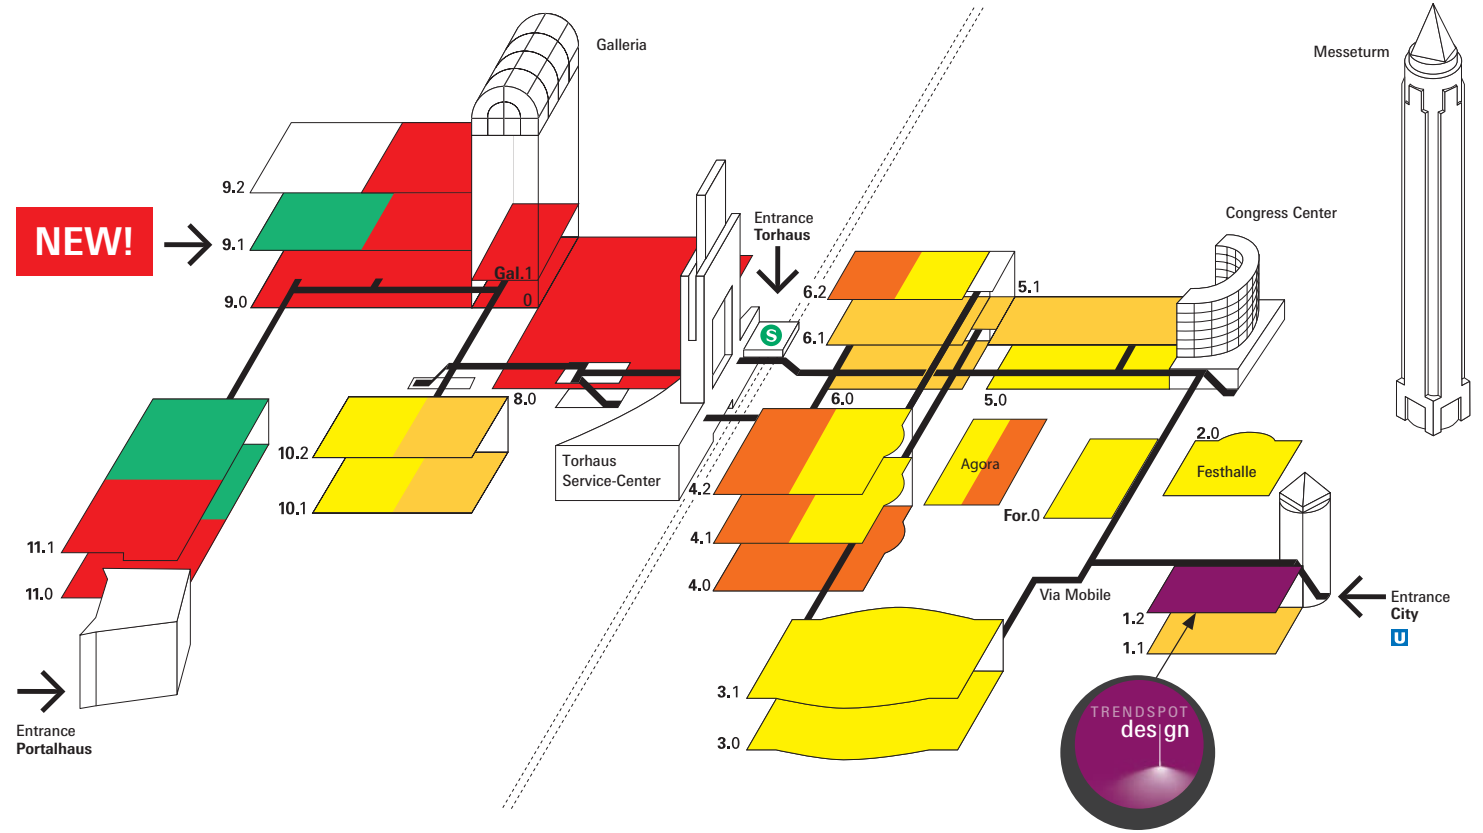 Galleria
Messeturm
9.2
NEW!
9.1
Entrance
Torhaus
Congress Center
Gal.1
9.0
0
S
6.2
5.1
6.1
8.0
6.0
5.0
10.2
10.1
Torhaus
Service-Center
4.2
Agora
2.0
Festhalle
For.0
4.1
11.1
11.0
4.0
Via Mobile
1.2
1.1
Entrance
City
U
3.1
3.0
Entrance
Portalhaus
TRENDSPOT
design